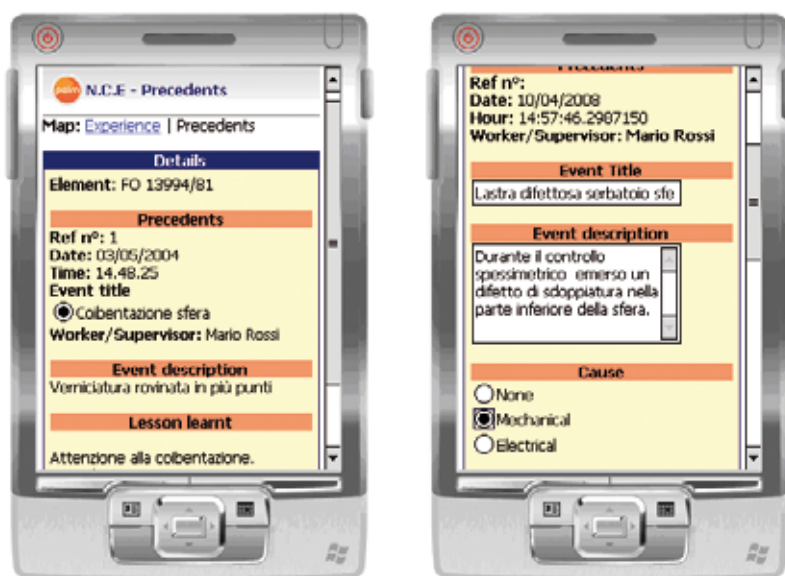 palm N.C.E - Precedents
Map: Experience | Precedents
Details
Element: FO 13994/81
Precedents
Ref nº: 1
Date: 03/05/2004
Time: 14.48.25
Event title
Coibentazione sfera
Worker/Supervisor: Mario Rossi
Event description
Verniciatura rovinata in più punti
Lesson learnt
Attenzione alla coibentazione.
Precedents
Ref nº:
Date: 10/04/2008
Hour: 14:57:46.2987150
Worker/Supervisor: Mario Rossi
Event Title
Lastra difettosa serbatoio sfe
Event description
Durante il controllo
spessimetrico emerso un
difetto di sdoppiatura nella
parte inferiore della sfera.
Cause
None
Mechanical
Electrical